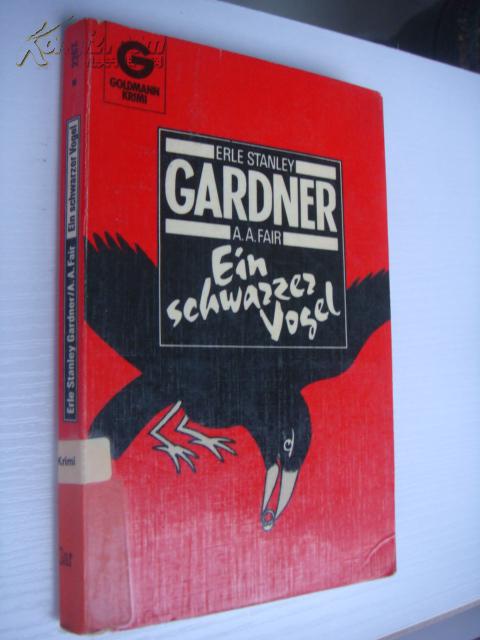 G
GOLDMANN
KRIMI
ERLE STANLEY
GARDNER
A. A. FAIR
Ein
schwarzer
Vogel
Erle Stanley Gardner/A. A. Fair Ein schwarzer Vogel
Krimi